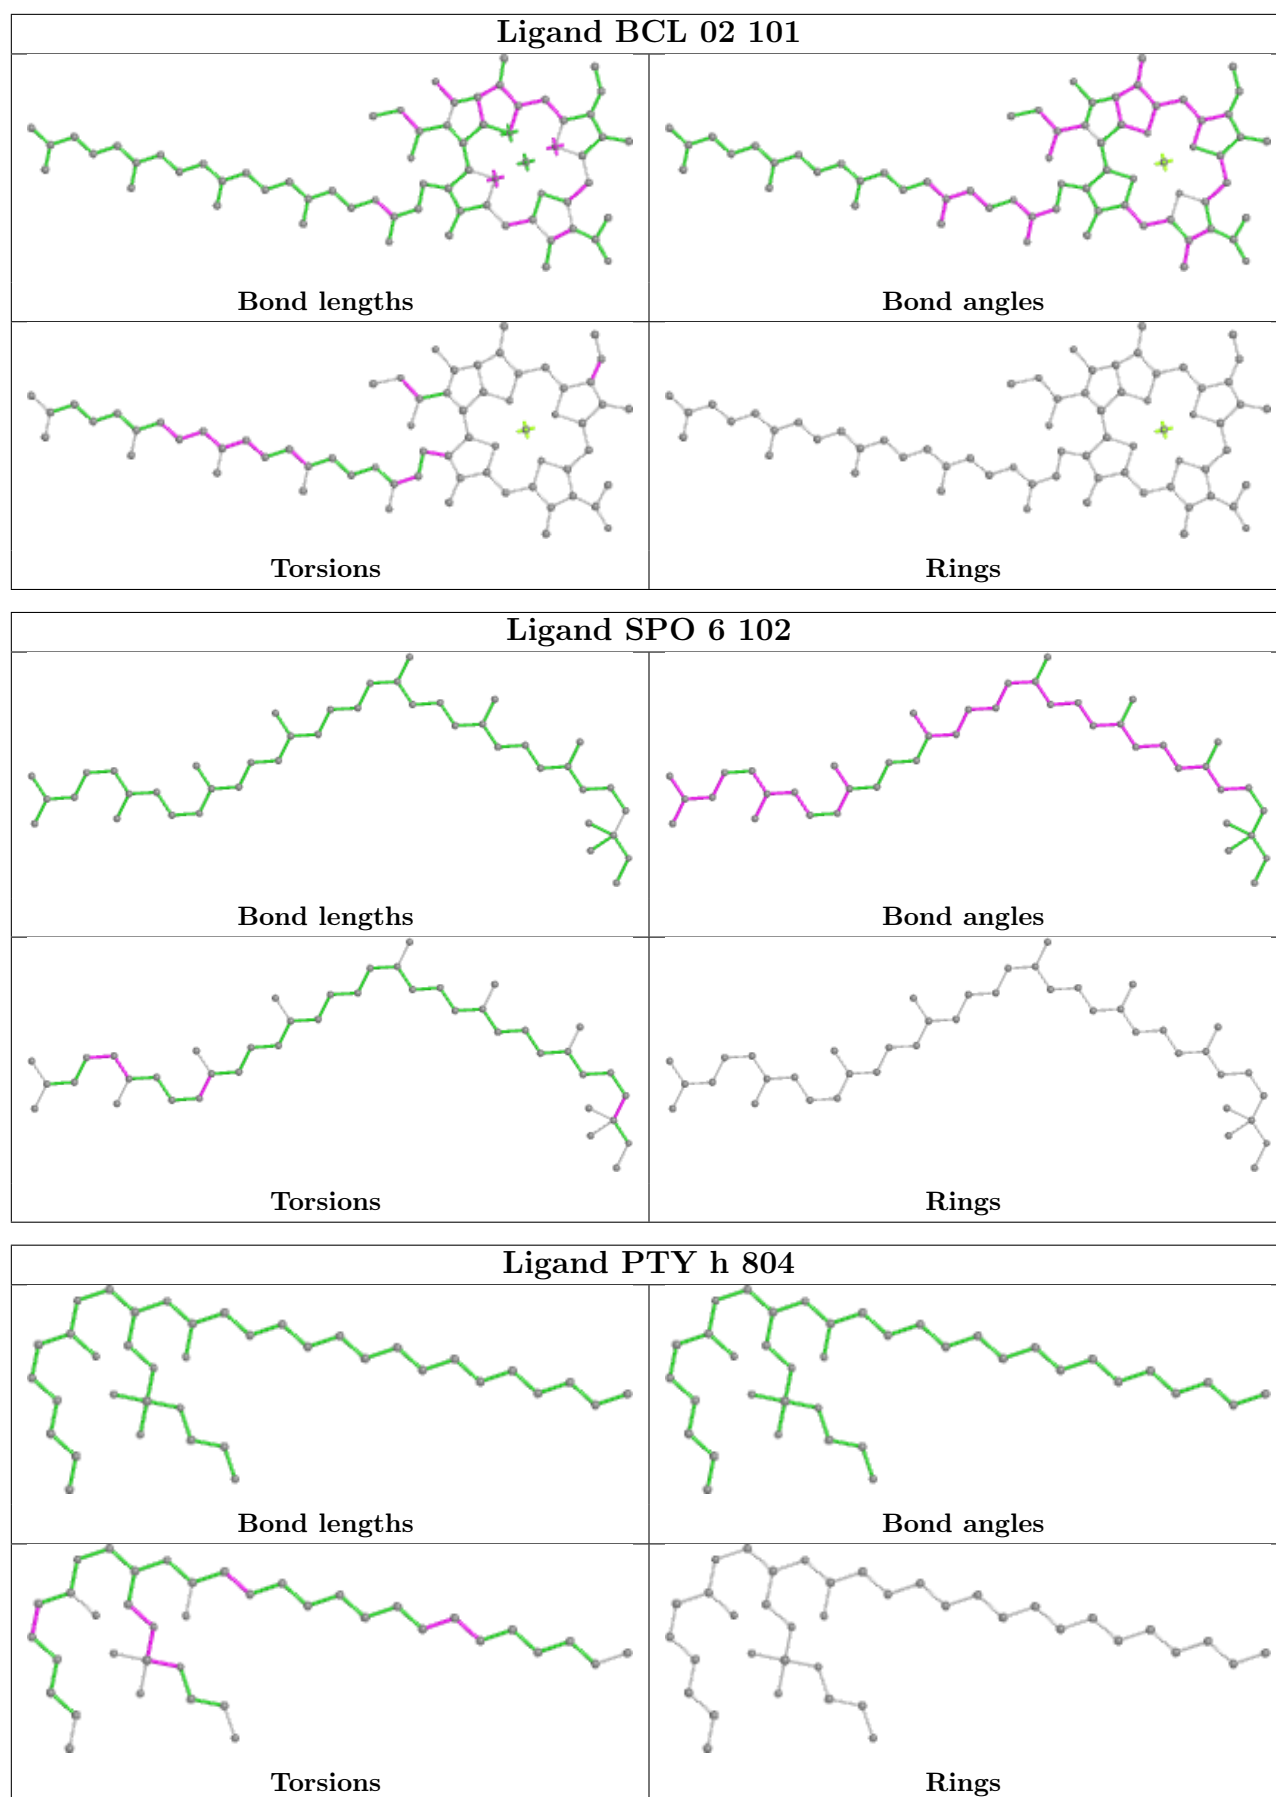 Ligand BCL 02 101
Bond lengths
Bond angles
Torsions
Rings
Ligand SPO 6 102
Bond lengths
Bond angles
Torsions
Rings
Ligand PTY h 804
Bond lengths
Bond angles
Torsions
Rings